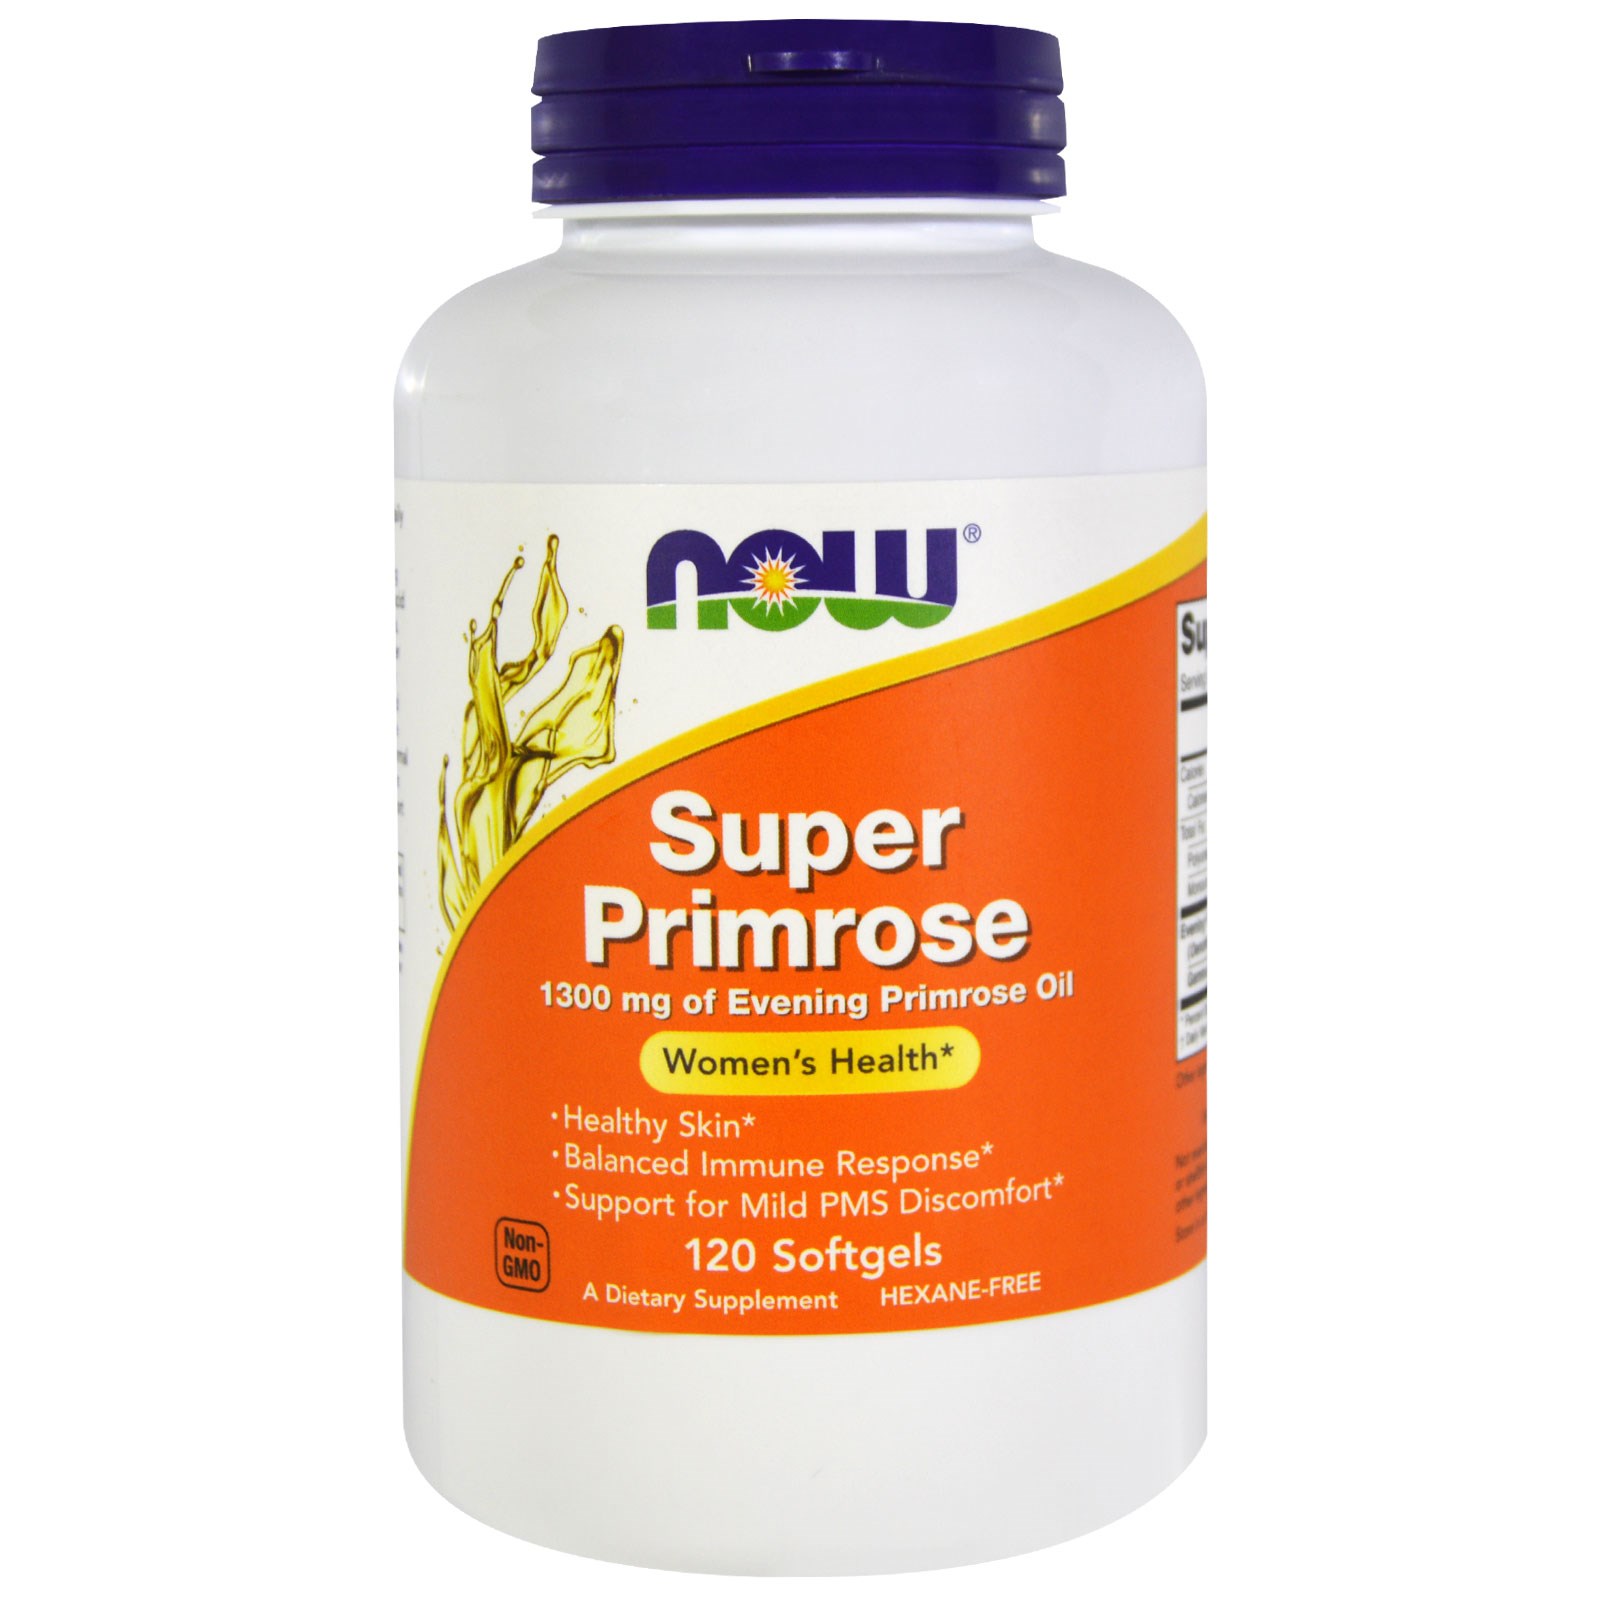 now®
Super
Primrose
1300 mg of Evening Primrose Oil
Women's Health*
•Healthy Skin*
•Balanced Immune Response*
•Support for Mild PMS Discomfort*
Non-
GMO
120 Softgels
A Dietary Supplement HEXANE-FREE